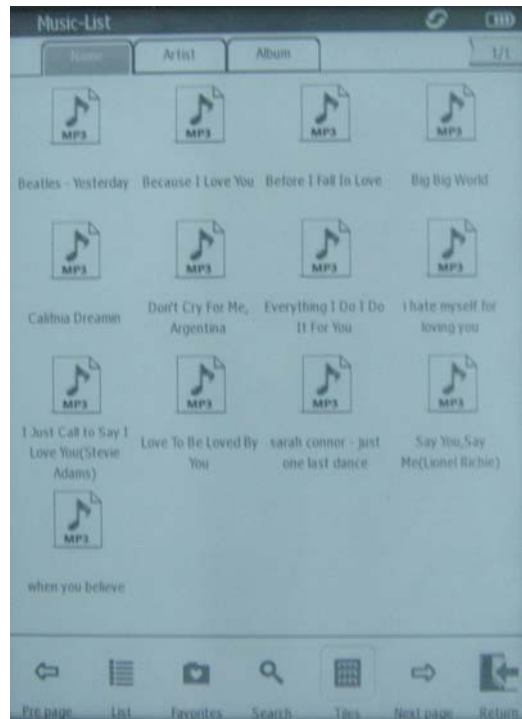 Music-List
Name Artist Album 1/1
MP3 MP3 MP3 MP3
Beatles - Yesterday Because I Love You Before I Fall In Love Big Big World
MP3 MP3 MP3 MP3
Don't Cry For Me, Everything I Do I Do I hate myself for
Dreamin
Argentina It For You loving you
MP3 MP3 MP3 MP3
I Just Call to Say I
Love You(Stevie
Adams)
Love To Be Loved By
You
sarah connor - just
one last dance
Say You,Say
Me(Lionel Richie)
MP3
when you believe
Pre page List Favorites Search Tiles Next page Return